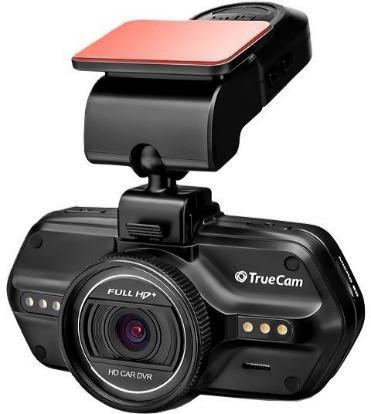 TrueCam
FULL HD+
HD CAR DVR